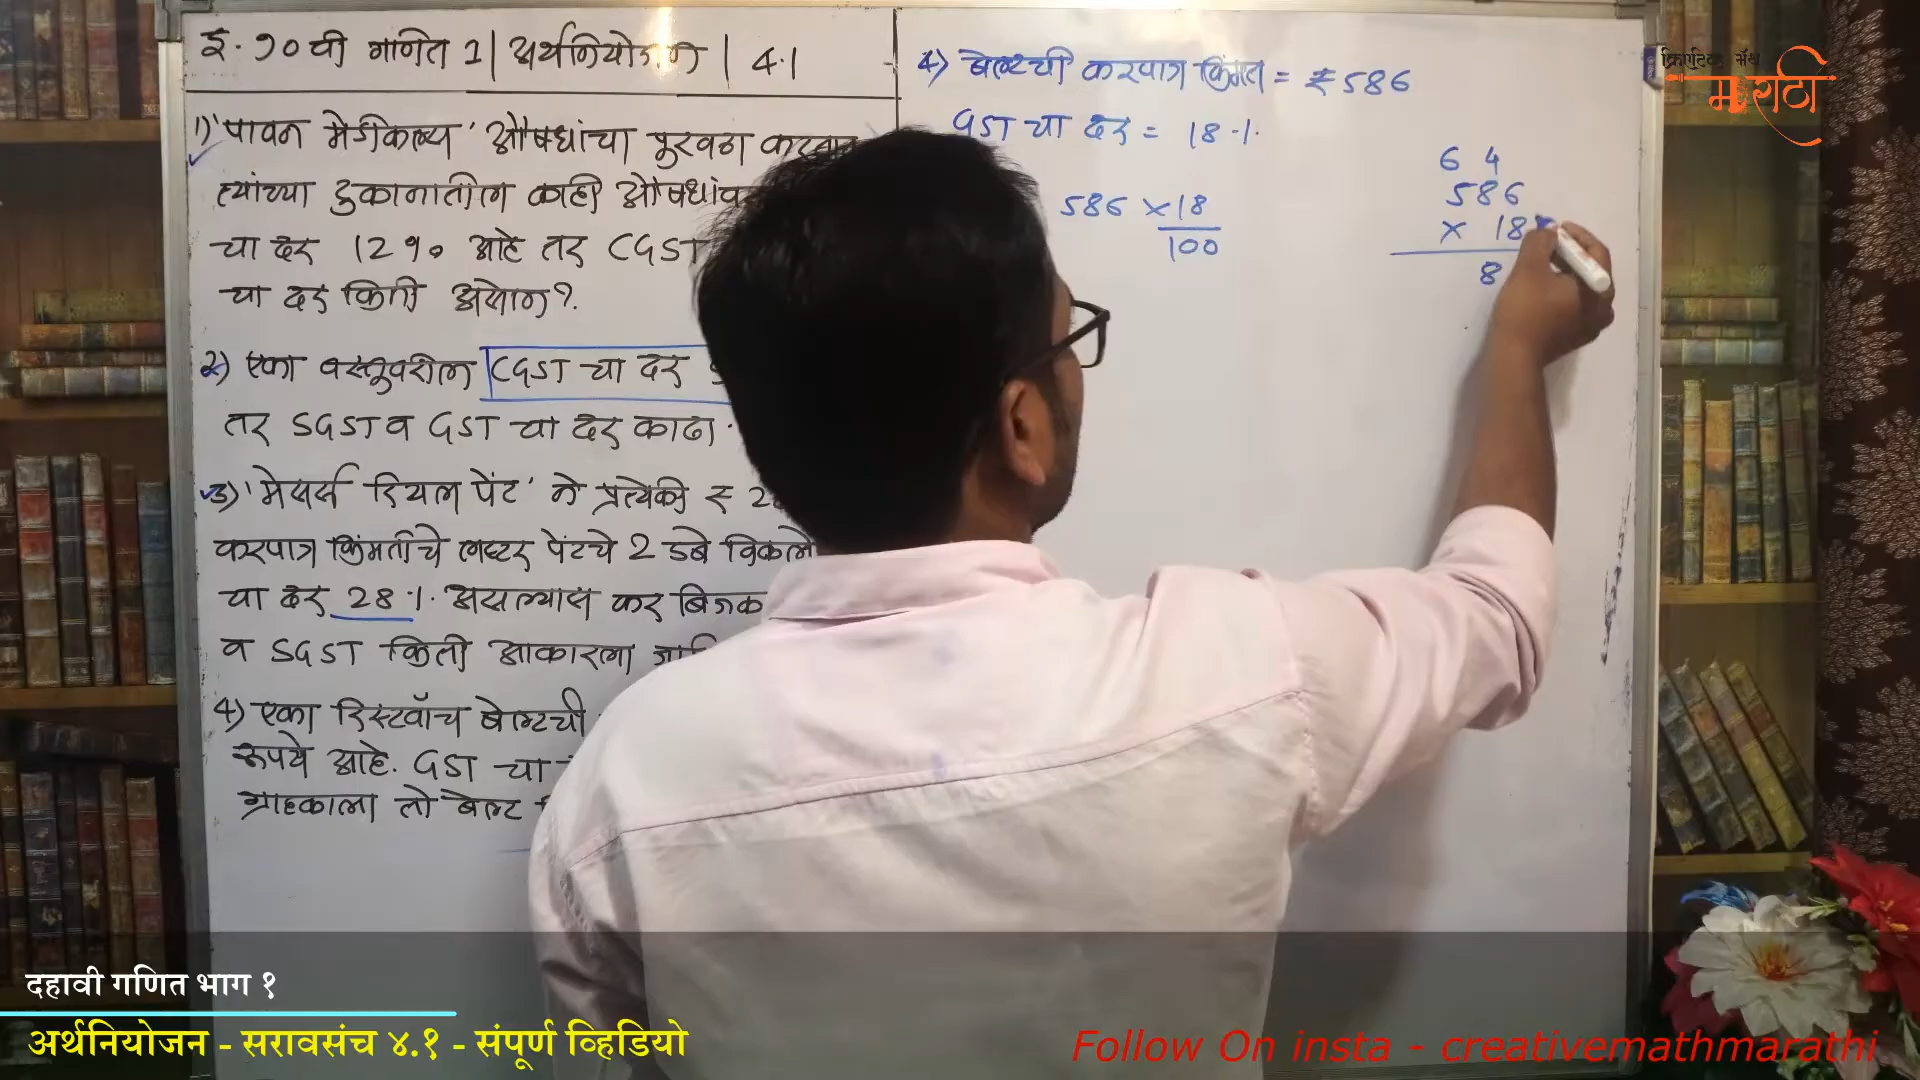 इ. १०वी गणित 1 | अर्थनियोजन | 4.1
1) 'पावन मेडीकल्स' औषधांचा पुरवठा करतात
त्यांच्या दुकानातील काही औषधांव
चा दर 12% आहे तर CGST
चा दर किती असेल?
२) एका वस्तूवरील CGST चा दर
तर SGST व GST चा दर काढा.
3) 'मेसर्स रियल पेंट' ने प्रत्येकी ₹ 2
करपात्र किंमतीचे लस्टर पेंटचे 2 डबे विकले
चा दर 28%. असल्यास कर बिजक
व SGST किती आकारला
4) एका रिस्टवॉच बेल्टची
रूपये आहे. GST चा
ग्राहकाला तो बेल्ट
4) बेल्टची करपात्र किंमत = ₹ 586
GST चा दर = 18%.
586 × 18
100
6 4
586
× 18
8
क्रिएटिव्ह मॅथ
मराठी
दहावी गणित भाग १
अर्थनियोजन - सरावसंच ४.१ - संपूर्ण व्हिडियो
Follow On insta - creativemathmarathi